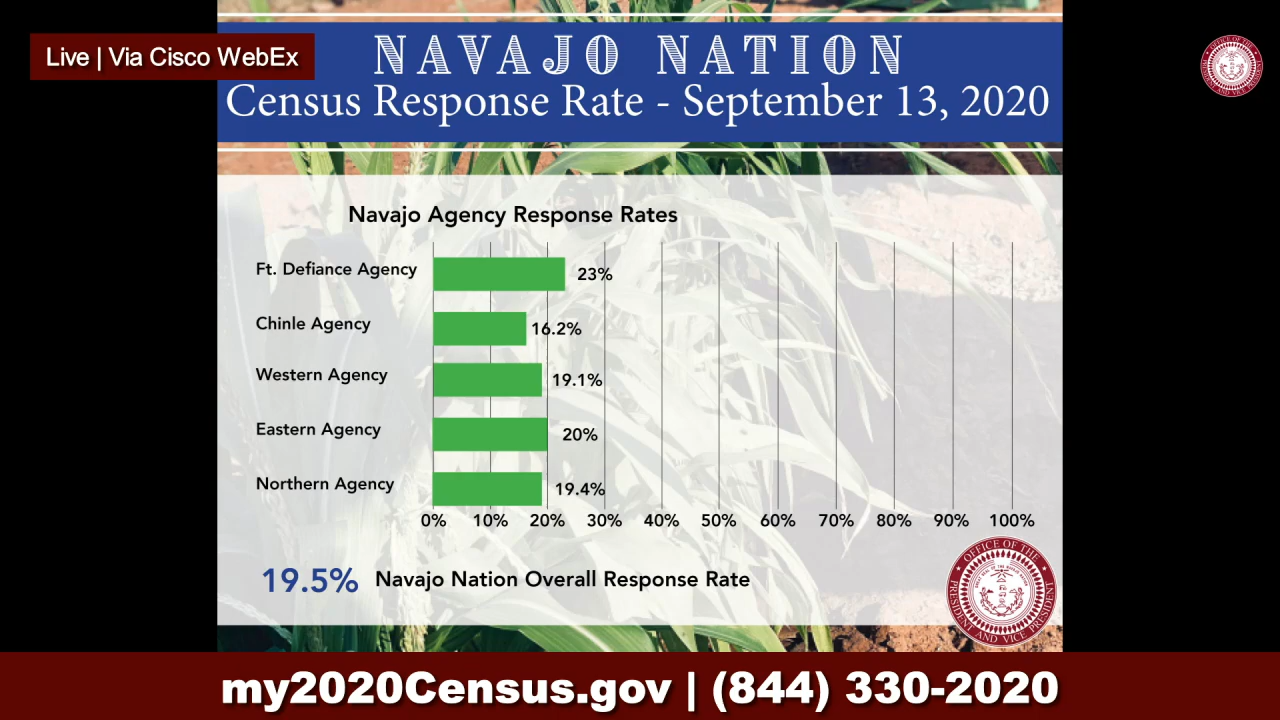 Live | Via Cisco WebEx
NAVAJO NATION
Census Response Rate - September 13, 2020
Navajo Agency Response Rates
Ft. Defiance Agency 23%
Chinle Agency 16.2%
Western Agency 19.1%
Eastern Agency 20%
Northern Agency 19.4%
0% 10% 20% 30% 40% 50% 60% 70% 80% 90% 100%
19.5% Navajo Nation Overall Response Rate
OFFICE OF THE
PRESIDENT AND VICE PRESIDENT
my2020Census.gov | (844) 330-2020